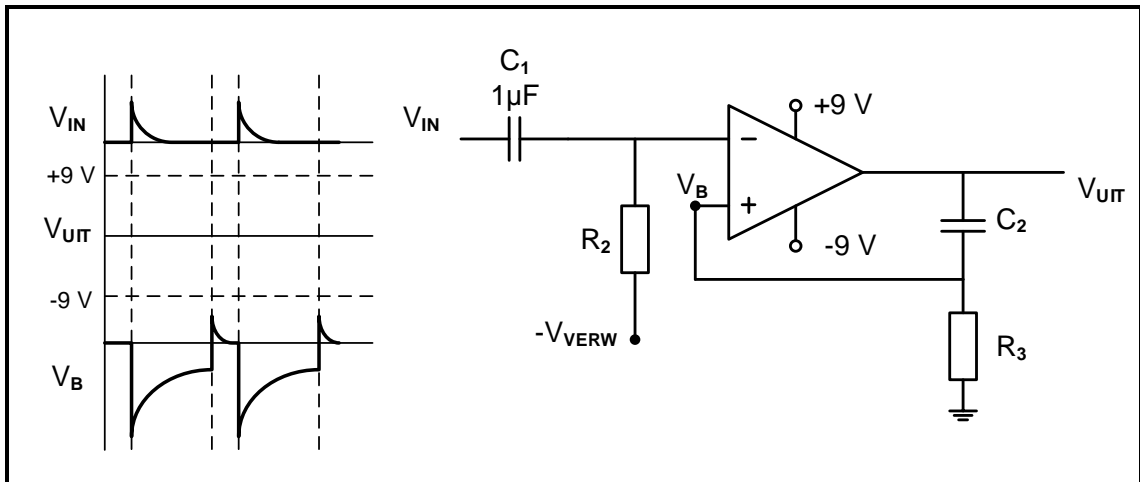 V_IN
+9 V
V_UIT
-9 V
V_B
V_IN
C₁
1µF
R₂
-V_VERW
V_B
−
+
+9 V
-9 V
C₂
R₃
V_UIT